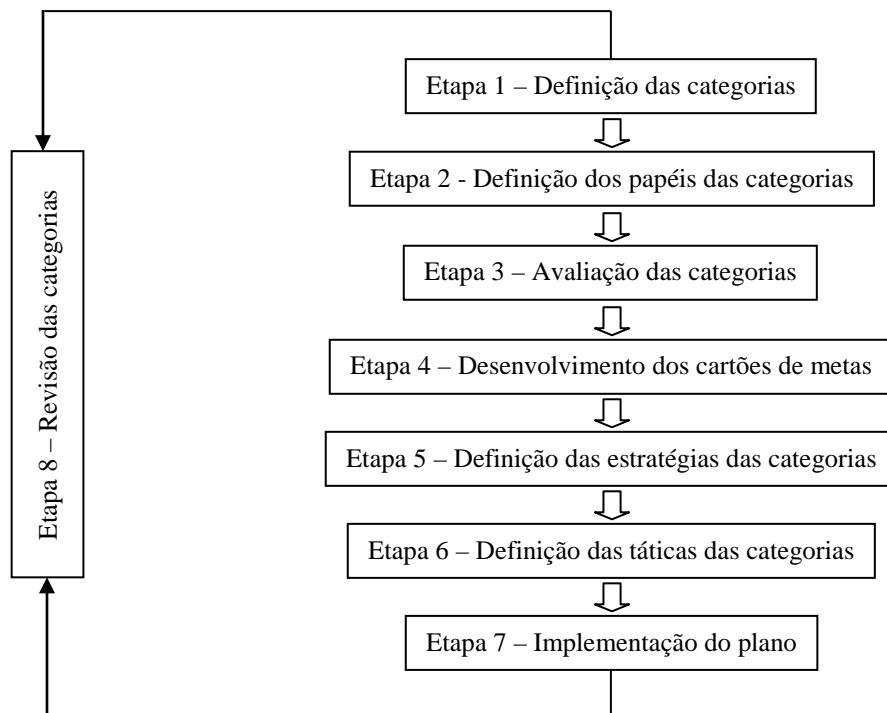 Etapa 1 – Definição das categorias
Etapa 2 - Definição dos papéis das categorias
Etapa 3 – Avaliação das categorias
Etapa 4 – Desenvolvimento dos cartões de metas
Etapa 5 – Definição das estratégias das categorias
Etapa 6 – Definição das táticas das categorias
Etapa 7 – Implementação do plano
Etapa 8 – Revisão das categorias